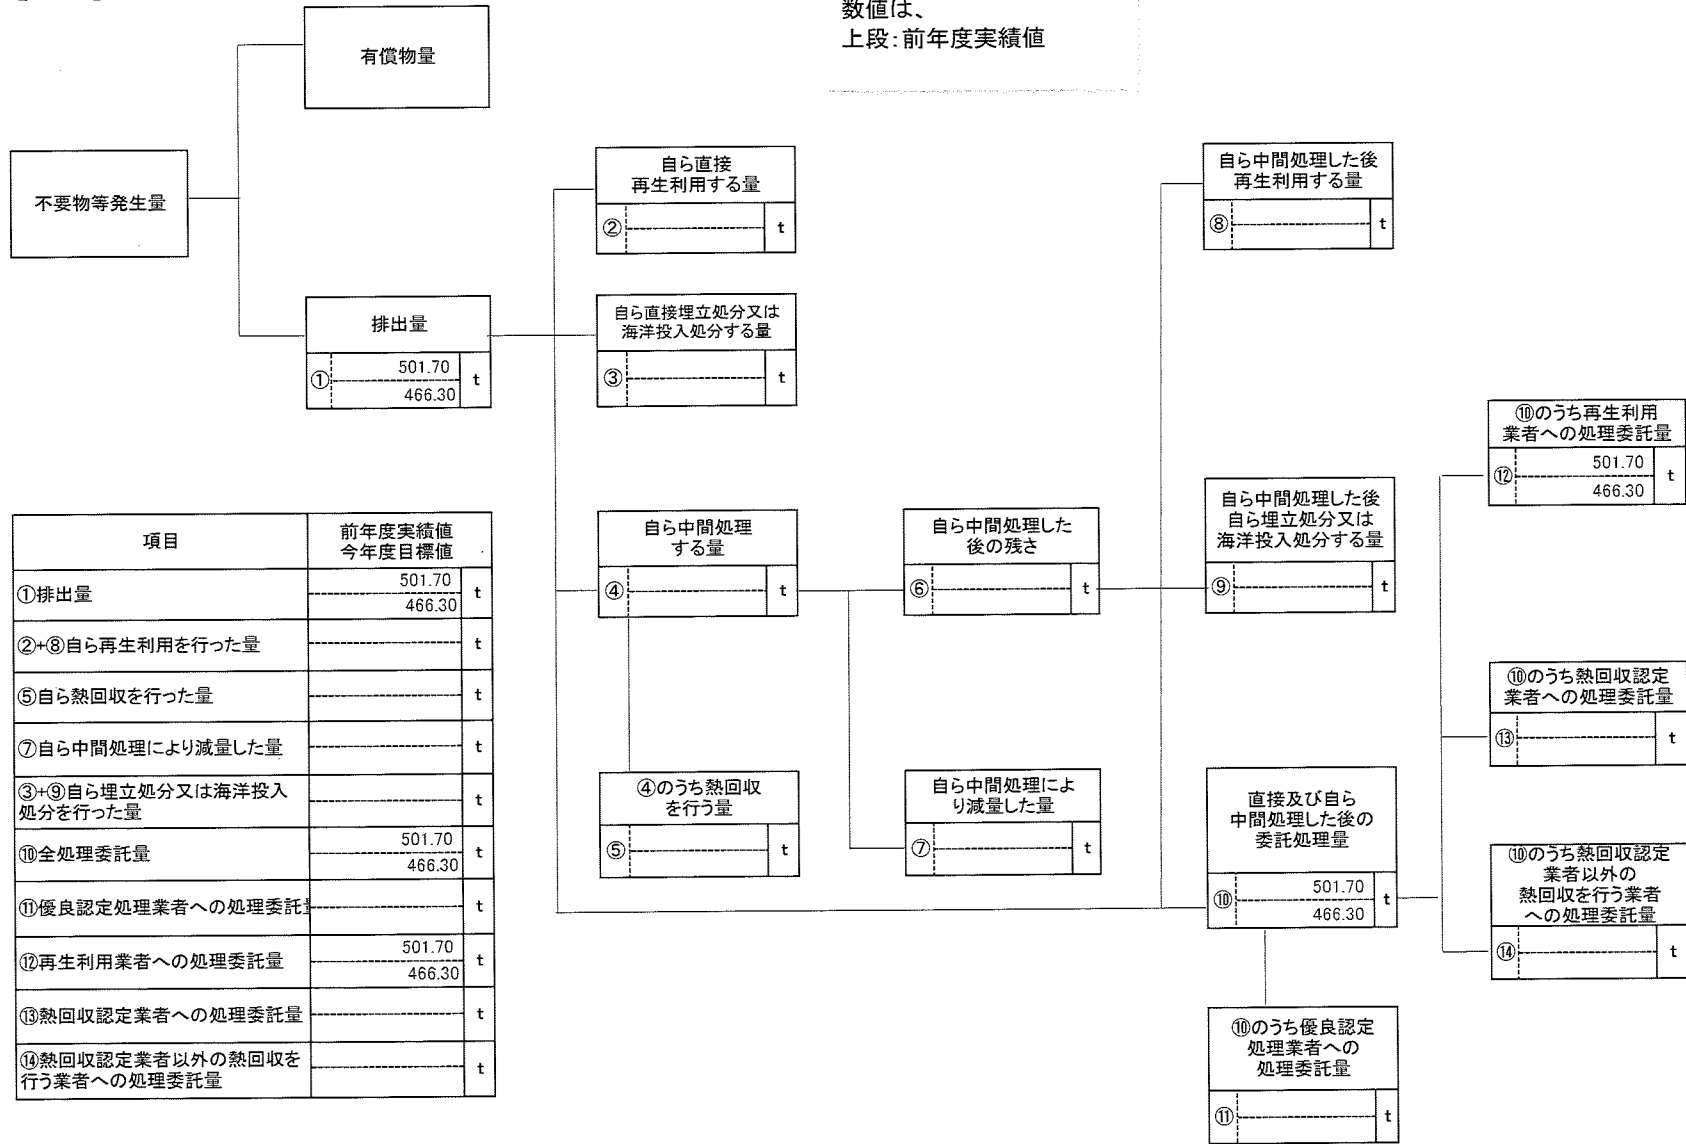 数値は、
上段:前年度実績値
有償物量
不要物等発生量
排出量
① 501.70 t
466.30
自ら直接
再生利用する量
② t
自ら直接埋立処分又は
海洋投入処分する量
③ t
自ら中間処理
する量
④ t
④のうち熱回収
を行う量
⑤ t
自ら中間処理した
後の残さ
⑥ t
自ら中間処理によ
り減量した量
⑦ t
自ら中間処理した後
再生利用する量
⑧ t
自ら中間処理した後
自ら埋立処分又は
海洋投入処分する量
⑨ t
直接及び自ら
中間処理した後の
委託処理量
⑩ 501.70 t
466.30
⑩のうち優良認定
処理業者への
処理委託量
⑪ t
⑩のうち再生利用
業者への処理委託量
⑫ 501.70 t
466.30
⑩のうち熱回収認定
業者への処理委託量
⑬ t
⑩のうち熱回収認定
業者以外の
熱回収を行う業者
への処理委託量
⑭ t
項目 前年度実績値
今年度目標値
①排出量 501.70 t
466.30
②+⑧自ら再生利用を行った量 t
⑤自ら熱回収を行った量 t
⑦自ら中間処理により減量した量 t
③+⑨自ら埋立処分又は海洋投入
処分を行った量 t
⑩全処理委託量 501.70 t
466.30
⑪優良認定処理業者への処理委託 t
⑫再生利用業者への処理委託量 501.70 t
466.30
⑬熱回収認定業者への処理委託量 t
⑭熱回収認定業者以外の熱回収を
行う業者への処理委託量 t